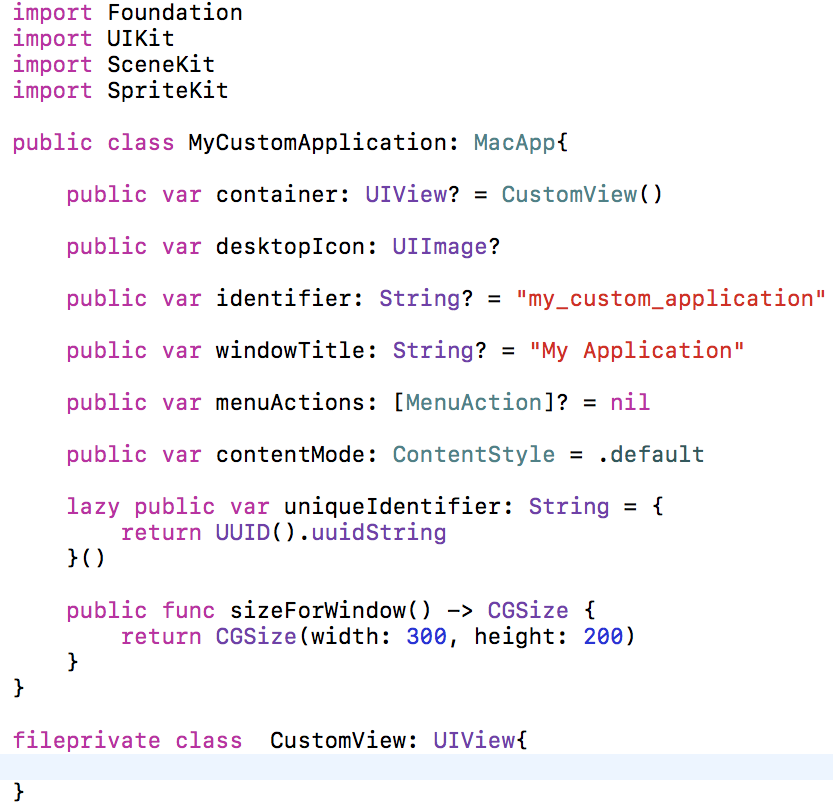 import Foundation
import UIKit
import SceneKit
import SpriteKit
public class MyCustomApplication: MacApp{
public var container: UIView? = CustomView()
public var desktopIcon: UIImage?
public var identifier: String? = "my_custom_application"
public var windowTitle: String? = "My Application"
public var menuActions: [MenuAction]? = nil
public var contentMode: ContentStyle = .default
lazy public var uniqueIdentifier: String = {
return UUID().uuidString
}()
public func sizeForWindow() -> CGSize {
return CGSize(width: 300, height: 200)
}
}
fileprivate class  CustomView: UIView{
}